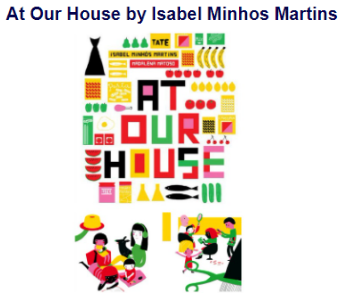 At Our House by Isabel Minhos Martins
TATE
ISABEL MINHOS MARTINS
MADALENA MATOSO
AT
OUR
HOUSE